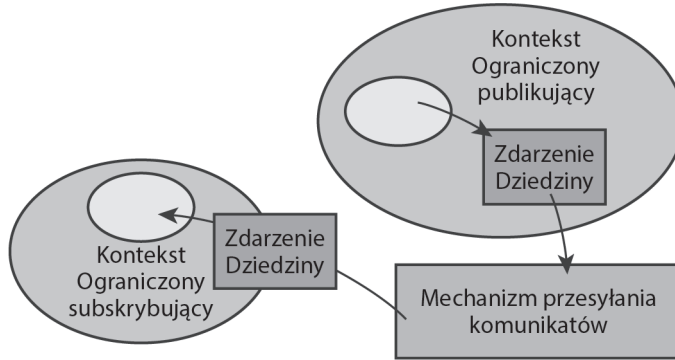 Kontekst
Ograniczony
publikujący
Zdarzenie
Dziedziny
Zdarzenie
Dziedziny
Kontekst
Ograniczony
subskrybujący
Mechanizm przesyłania
komunikatów